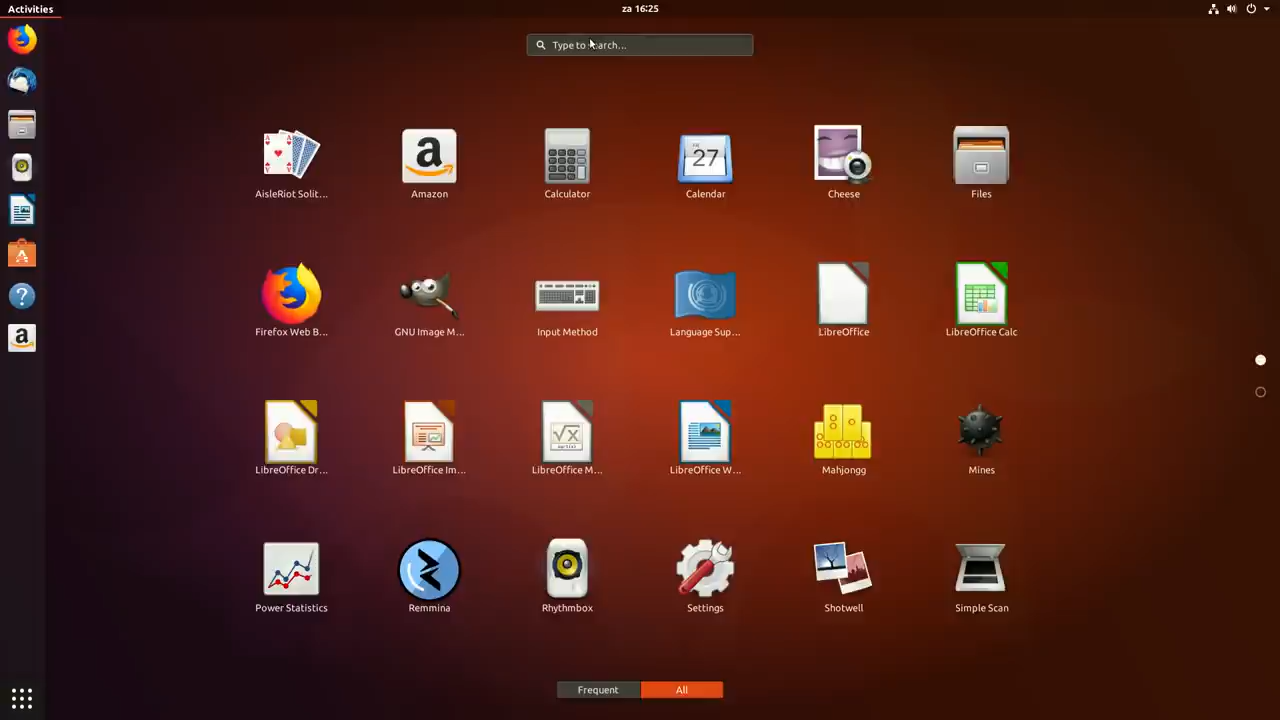 Activities
za 16:25
Type to search...
AisleRiot Solit...
Amazon
Calculator
27
Calendar
Cheese
Files
Firefox Web B...
GNU Image M...
Input Method
Language Sup...
LibreOffice
LibreOffice Calc
LibreOffice Dr...
LibreOffice Im...
LibreOffice M...
LibreOffice W...
Mahjongg
Mines
Power Statistics
Remmina
Rhythmbox
Settings
Shotwell
Simple Scan
Frequent
All